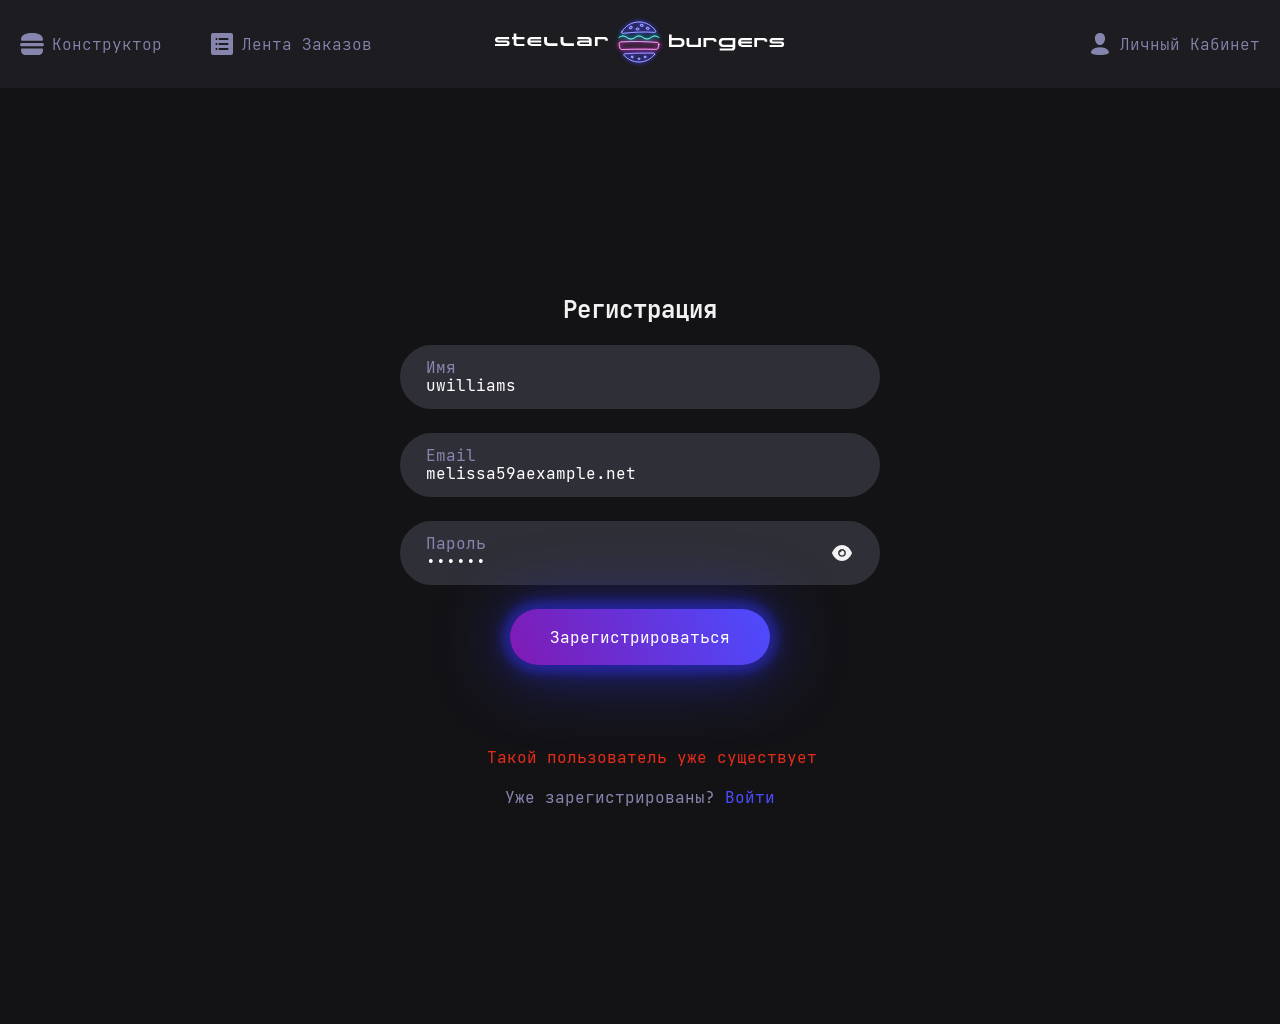 Конструктор
Лента Заказов
stellar burgers
Личный Кабинет
Регистрация
Имя
uwilliams
Email
melissa59aexample.net
Пароль
••••••
Зарегистрироваться
Такой пользователь уже существует
Уже зарегистрированы? Войти